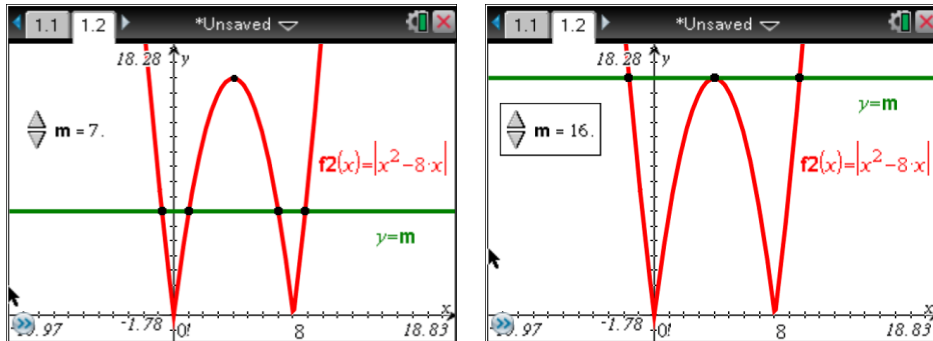 1.1 1.2 *Unsaved
18.28 y
m = 7.
f2(x)=|x²-8·x|
y=m
x
-1.78 0 8 18.83
1.1 1.2 *Unsaved
18.28 y
y=m
m = 16.
f2(x)=|x²-8·x|
x
-1.78 0 8 18.83